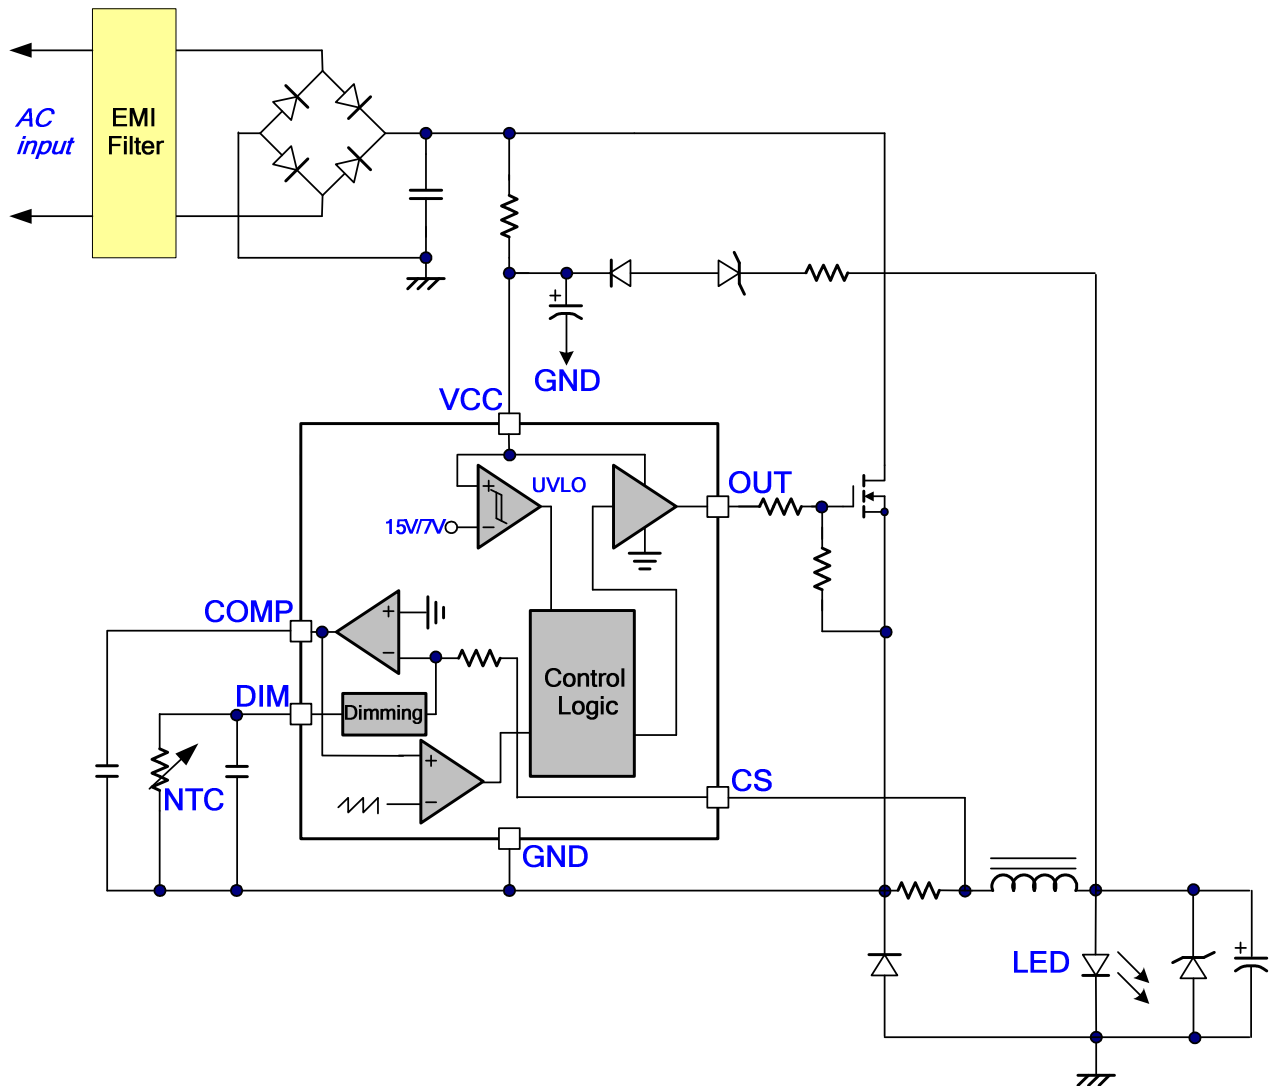 AC
input
EMI
Filter
+
GND
VCC
+
UVLO
15V/7V
−
OUT
COMP
+
−
DIM
Dimming
Control
Logic
NTC
+
−
CS
GND
LED
+